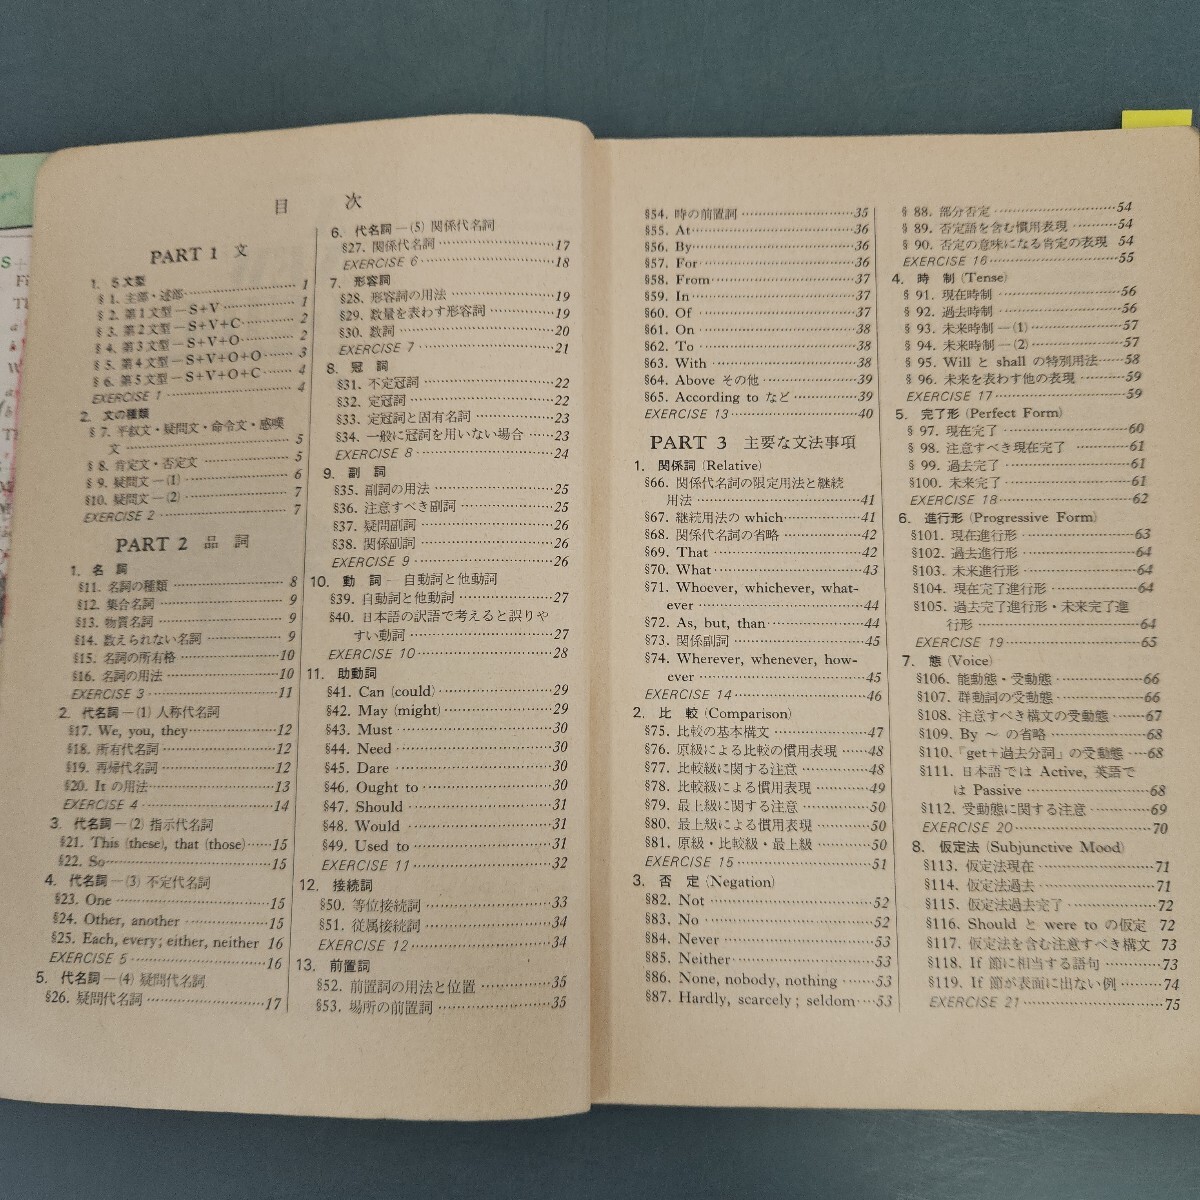 目 次
PART 1 文
1. 5文型 1
§ 1. 主部・述部 1
§ 2. 第1文型－S+V 2
§ 3. 第2文型－S+V+C 2
§ 4. 第3文型－S+V+O 3
§ 5. 第4文型－S+V+O+O 4
§ 6. 第5文型－S+V+O+C 4
EXERCISE 1
2. 文の種類
§ 7. 平叙文・疑問文・命令文・感嘆
文 5
§ 8. 肯定文・否定文 5
§ 9. 疑問文－(1) 6
§10. 疑問文－(2) 7
EXERCISE 2 7
PART 2 品 詞
1. 名 詞
§11. 名詞の種類 8
§12. 集合名詞 9
§13. 物質名詞 9
§14. 数えられない名詞 9
§15. 名詞の所有格 10
§16. 名詞の用法 10
EXERCISE 3 11
2. 代名詞－(1) 人称代名詞
§17. We, you, they 12
§18. 所有代名詞 12
§19. 再帰代名詞 12
§20. It の用法 13
EXERCISE 4 14
3. 代名詞－(2) 指示代名詞
§21. This (these), that (those) 15
§22. So 15
4. 代名詞－(3) 不定代名詞
§23. One 15
§24. Other, another 15
§25. Each, every; either, neither 16
EXERCISE 5 16
5. 代名詞－(4) 疑問代名詞
§26. 疑問代名詞 17
6. 代名詞－(5) 関係代名詞
§27. 関係代名詞 17
EXERCISE 6 18
7. 形容詞
§28. 形容詞の用法 19
§29. 数量を表わす形容詞 19
§30. 数詞 20
EXERCISE 7 21
8. 冠 詞
§31. 不定冠詞 22
§32. 定冠詞 22
§33. 定冠詞と固有名詞 23
§34. 一般に冠詞を用いない場合 23
EXERCISE 8 24
9. 副 詞
§35. 副詞の用法 25
§36. 注意すべき副詞 25
§37. 疑問副詞 26
§38. 関係副詞 26
EXERCISE 9 26
10. 動 詞－自動詞と他動詞
§39. 自動詞と他動詞 27
§40. 日本語の訳語で考えると誤りや
すい動詞 27
EXERCISE 10 28
11. 助動詞
§41. Can (could) 29
§42. May (might) 29
§43. Must 30
§44. Need 30
§45. Dare 30
§46. Ought to 30
§47. Should 31
§48. Would 31
§49. Used to 31
EXERCISE 11 32
12. 接続詞
§50. 等位接続詞 33
§51. 従属接続詞 34
EXERCISE 12 34
13. 前置詞
§52. 前置詞の用法と位置 35
§53. 場所の前置詞 35
§54. 時の前置詞 35
§55. At 36
§56. By 36
§57. For 36
§58. From 37
§59. In 37
§60. Of 37
§61. On 38
§62. To 38
§63. With 38
§64. Above その他 39
§65. According to など 39
EXERCISE 13 40
PART 3 主要な文法事項
1. 関係詞 (Relative)
§66. 関係代名詞の限定用法と継続
用法 41
§67. 継続用法の which 41
§68. 関係代名詞の省略 42
§69. That 42
§70. What 43
§71. Whoever, whichever, what-
ever 44
§72. As, but, than 44
§73. 関係副詞 45
§74. Wherever, whenever, how-
ever 45
EXERCISE 14 46
2. 比 較 (Comparison)
§75. 比較の基本構文 47
§76. 原級による比較の慣用表現 48
§77. 比較級に関する注意 48
§78. 比較級による慣用表現 49
§79. 最上級に関する注意 50
§80. 最上級による慣用表現 50
§81. 原級・比較級・最上級 50
EXERCISE 15 51
3. 否 定 (Negation)
§82. Not 52
§83. No 52
§84. Never 53
§85. Neither 53
§86. None, nobody, nothing 53
§87. Hardly, scarcely; seldom 53
§ 88. 部分否定 54
§ 89. 否定語を含む慣用表現 54
§ 90. 否定の意味になる肯定の表現 54
EXERCISE 16 55
4. 時 制 (Tense)
§ 91. 現在時制 56
§ 92. 過去時制 56
§ 93. 未来時制－(1) 57
§ 94. 未来時制－(2) 57
§ 95. Will と shall の特別用法 58
§ 96. 未来を表わす他の表現 59
EXERCISE 17 59
5. 完了形 (Perfect Form)
§ 97. 現在完了 60
§ 98. 注意すべき現在完了 61
§ 99. 過去完了 61
§100. 未来完了 61
EXERCISE 18 62
6. 進行形 (Progressive Form)
§101. 現在進行形 63
§102. 過去進行形 64
§103. 未来進行形 64
§104. 現在完了進行形 64
§105. 過去完了進行形・未来完了進
行形 64
EXERCISE 19 65
7. 態 (Voice)
§106. 能動態・受動態 66
§107. 群動詞の受動態 66
§108. 注意すべき構文の受動態 67
§109. By ～ の省略 68
§110. 「get+過去分詞」の受動態 68
§111. 日本語では Active, 英語で
は Passive 68
§112. 受動態に関する注意 69
EXERCISE 20 70
8. 仮定法 (Subjunctive Mood)
§113. 仮定法現在 71
§114. 仮定法過去 71
§115. 仮定法過去完了 72
§116. Should と were to の仮定 72
§117. 仮定法を含む注意すべき構文 73
§118. If 節に相当する語句 73
§119. If 節が表面に出ない例 74
EXERCISE 21 75